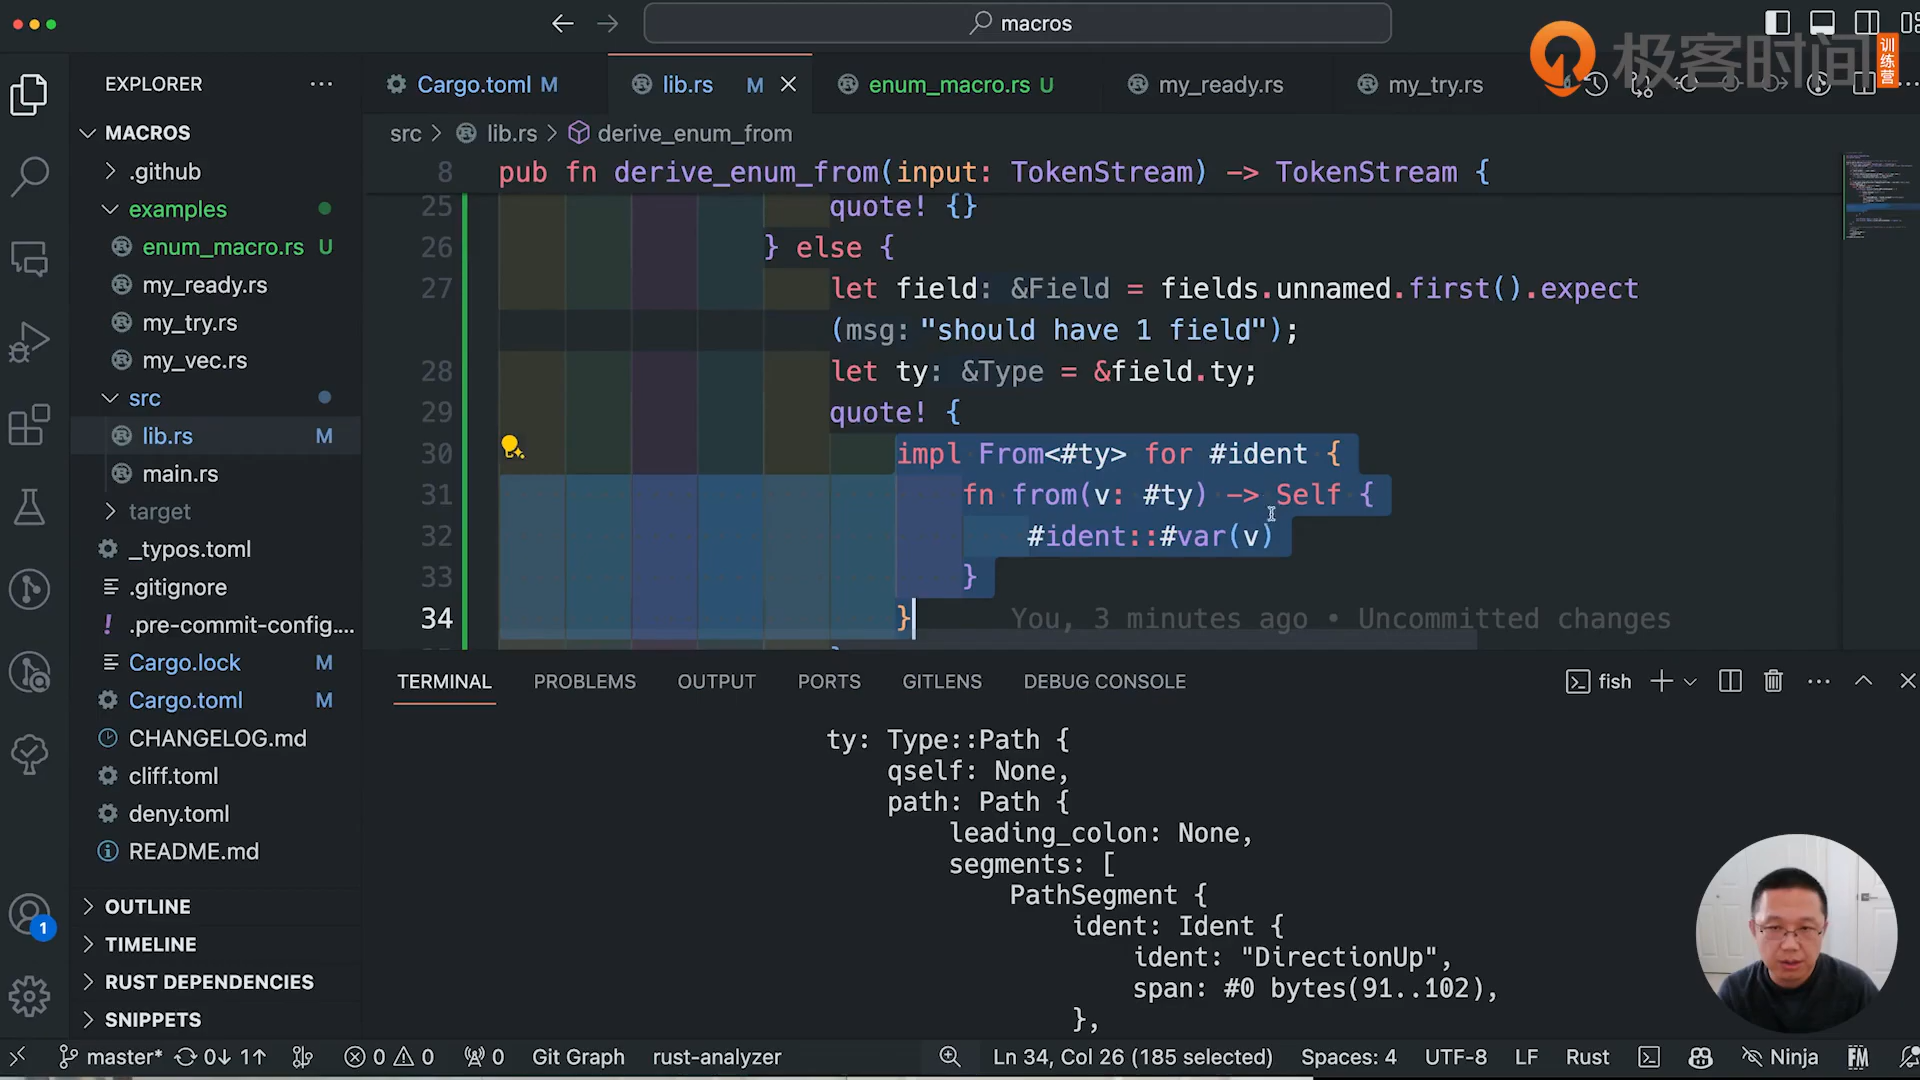 macros
极客时间
训练营
EXPLORER
Cargo.toml M
lib.rs M
enum_macro.rs U
my_ready.rs
my_try.rs
MACROS
src > lib.rs > derive_enum_from
.github
8 pub fn derive_enum_from(input: TokenStream) -> TokenStream {
examples
25 quote! {}
enum_macro.rs U
26 } else {
my_ready.rs
27 let field: &Field = fields.unnamed.first().expect
my_try.rs
(msg: "should have 1 field");
my_vec.rs
28 let ty: &Type = &field.ty;
src
29 quote! {
lib.rs M
30 impl From<#ty> for #ident {
main.rs
31 fn from(v: #ty) -> Self {
target
32 #ident::#var(v)
_typos.toml
33 }
.gitignore
34 } You, 3 minutes ago • Uncommitted changes
.pre-commit-config....
Cargo.lock M
TERMINAL PROBLEMS OUTPUT PORTS GITLENS DEBUG CONSOLE
fish
Cargo.toml M
CHANGELOG.md
ty: Type::Path {
cliff.toml
qself: None,
deny.toml
path: Path {
README.md
leading_colon: None,
segments: [
PathSegment {
OUTLINE
ident: Ident {
1
TIMELINE
ident: "DirectionUp",
RUST DEPENDENCIES
span: #0 bytes(91..102),
SNIPPETS
},
master* 0↓ 1↑ 0 0 0 Git Graph rust-analyzer Ln 34, Col 26 (185 selected) Spaces: 4 UTF-8 LF Rust Ninja